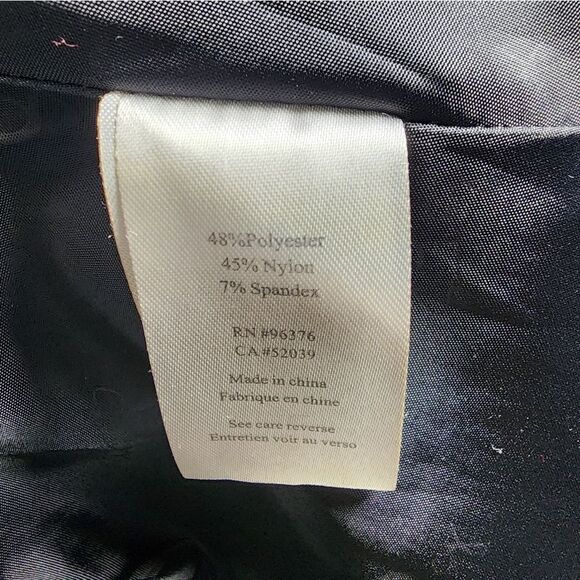 48%Polyester
45% Nylon
7% Spandex
RN #96376
CA #52039
Made in china
Fabrique en chine
See care reverse
Entretien voir au verso